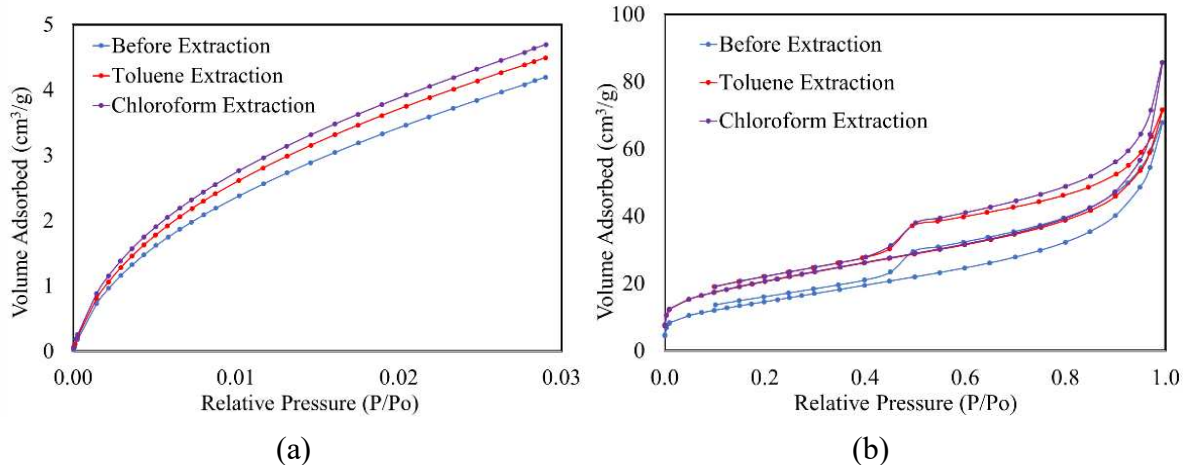 5
4
3
2
1
0
Volume Adsorbed (cm³/g)
Before Extraction
Toluene Extraction
Chloroform Extraction
0.00
0.01
0.02
0.03
Relative Pressure (P/Po)
(a)
100
80
60
40
20
0
Volume Adsorbed (cm³/g)
Before Extraction
Toluene Extraction
Chloroform Extraction
0.0
0.2
0.4
0.6
0.8
1.0
Relative Pressure (P/Po)
(b)